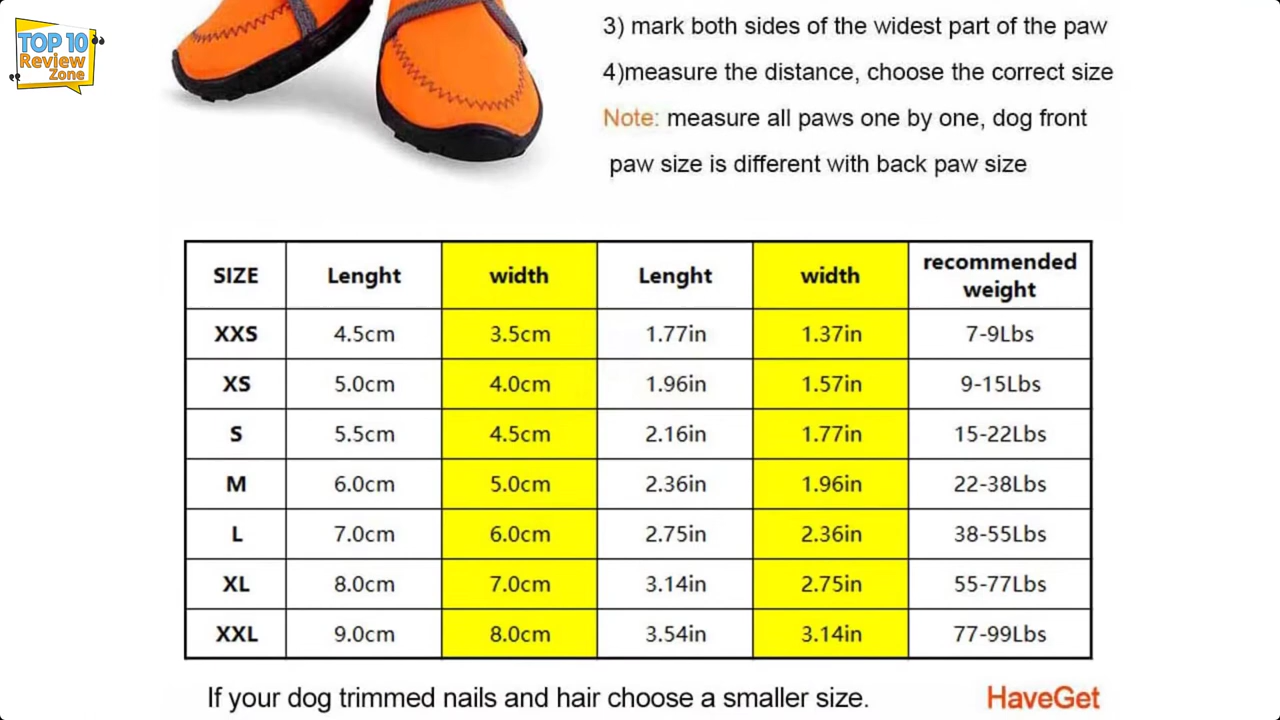 TOP 10
Review
Zone
3) mark both sides of the widest part of the paw
4)measure the distance, choose the correct size
Note: measure all paws one by one, dog front
paw size is different with back paw size
SIZE Lenght width Lenght width recommended weight
XXS 4.5cm 3.5cm 1.77in 1.37in 7-9Lbs
XS 5.0cm 4.0cm 1.96in 1.57in 9-15Lbs
S 5.5cm 4.5cm 2.16in 1.77in 15-22Lbs
M 6.0cm 5.0cm 2.36in 1.96in 22-38Lbs
L 7.0cm 6.0cm 2.75in 2.36in 38-55Lbs
XL 8.0cm 7.0cm 3.14in 2.75in 55-77Lbs
XXL 9.0cm 8.0cm 3.54in 3.14in 77-99Lbs
If your dog trimmed nails and hair choose a smaller size. HaveGet